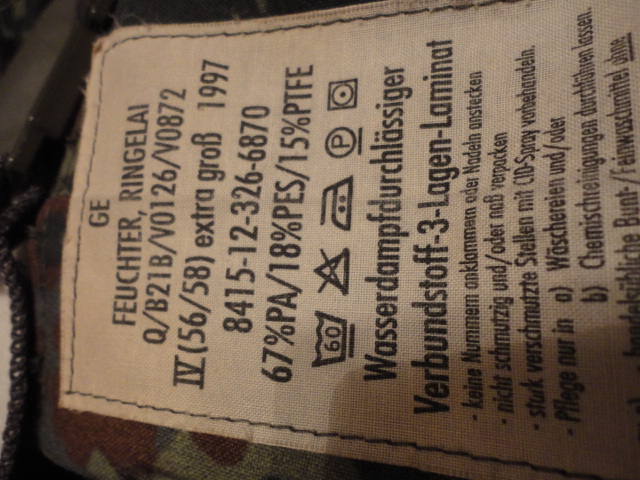 GE
FEUCHTER, RINGELAI
Q/B21B/V0126/V0872
IV (56/58) extra groß 1997
8415-12-326-6870
67%PA/18%PES/15%PTFE
60 P
Wasserdampfdurchlässiger
Verbundstoff-3-Lagen-Laminat
- keine Nummern anklammern oder Nadeln anstecken
- nicht schmutzig und/oder naß verpacken
- stark verschmutzte Stellen mit CID-Spray vorbehandeln.
- Pflege nur in a) Wäschereien und/oder
b) Chemischreinigungen durchführen lassen.
handelsübliche Bunt-/Feinwaschmittel ohne